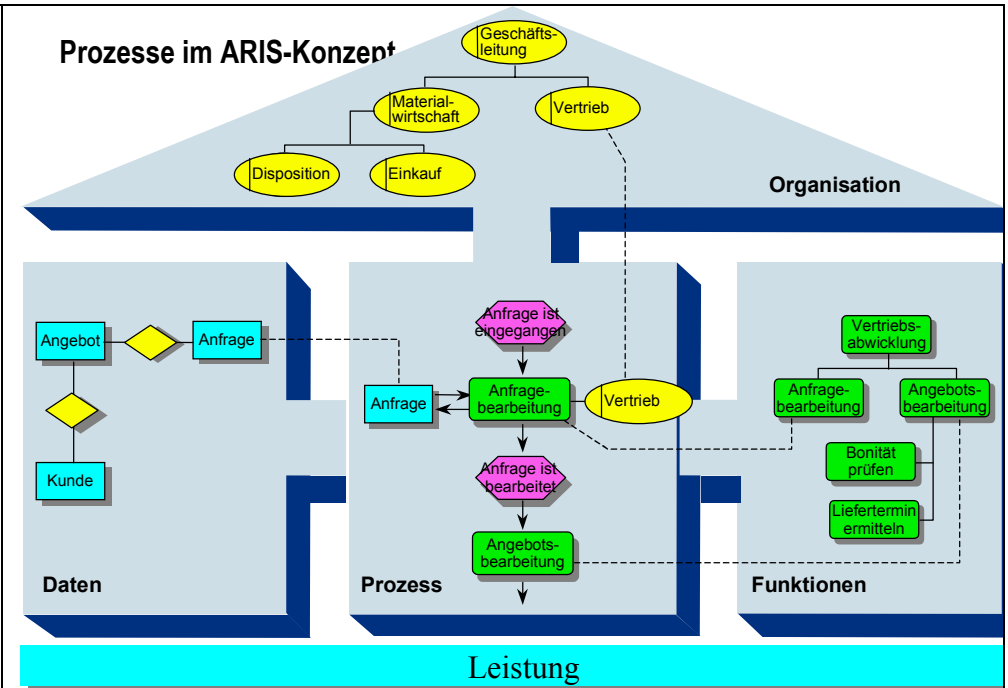 Prozesse im ARIS-Konzept
Geschäfts-
leitung
Material-
wirtschaft
Vertrieb
Disposition
Einkauf
Organisation
Angebot
Anfrage
Kunde
Daten
Anfrage ist
eingegangen
Anfrage
Anfrage-
bearbeitung
Vertrieb
Anfrage ist
bearbeitet
Angebots-
bearbeitung
Prozess
Vertriebs-
abwicklung
Anfrage-
bearbeitung
Angebots-
bearbeitung
Bonität
prüfen
Liefertermin
ermitteln
Funktionen
Leistung